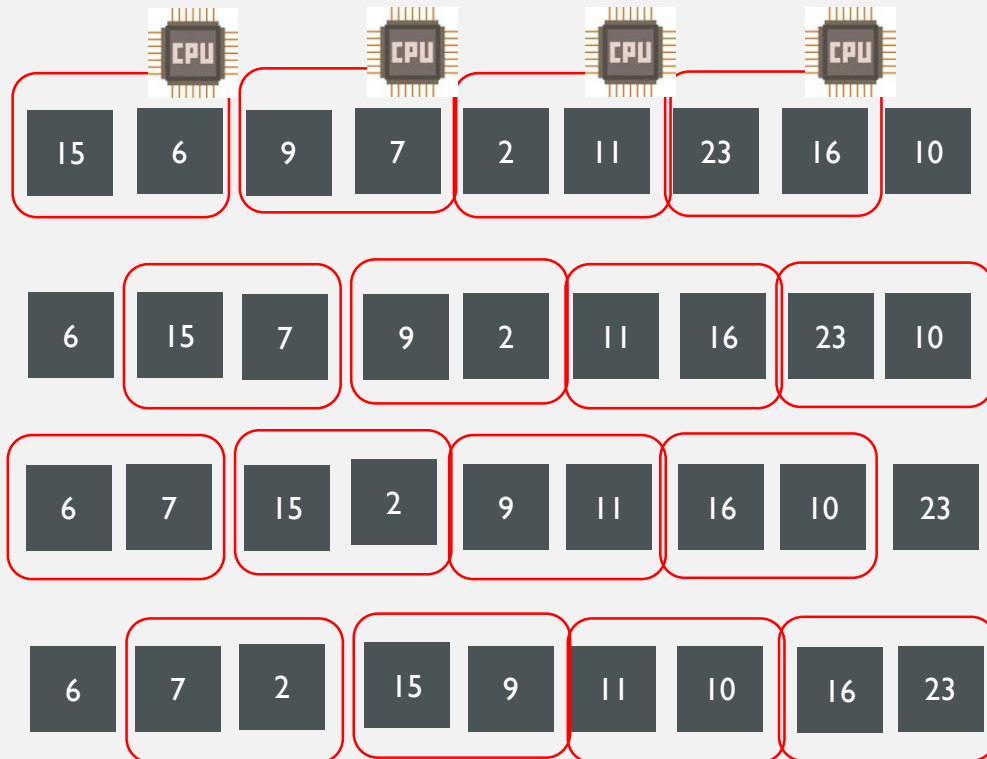 CPU CPU CPU CPU
15 6 9 7 2 11 23 16 10
6 15 7 9 2 11 16 23 10
6 7 15 2 9 11 16 10 23
6 7 2 15 9 11 10 16 23